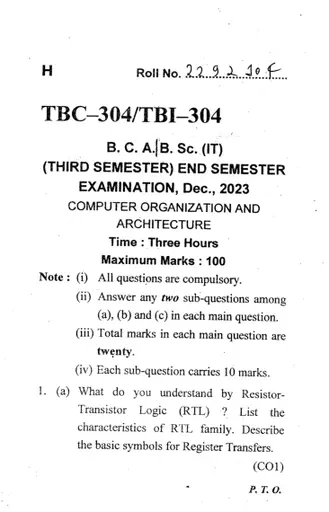 H Roll No. 2292104
TBC–304/TBI–304
B. C. A./B. Sc. (IT)
(THIRD SEMESTER) END SEMESTER
EXAMINATION, Dec., 2023
COMPUTER ORGANIZATION AND
ARCHITECTURE
Time : Three Hours
Maximum Marks : 100
Note : (i) All questions are compulsory.
(ii) Answer any two sub-questions among
(a), (b) and (c) in each main question.
(iii) Total marks in each main question are
twenty.
(iv) Each sub-question carries 10 marks.
1. (a) What do you understand by Resistor-
Transistor Logic (RTL) ? List the
characteristics of RTL family. Describe
the basic symbols for Register Transfers.
(CO1)
P. T. O.